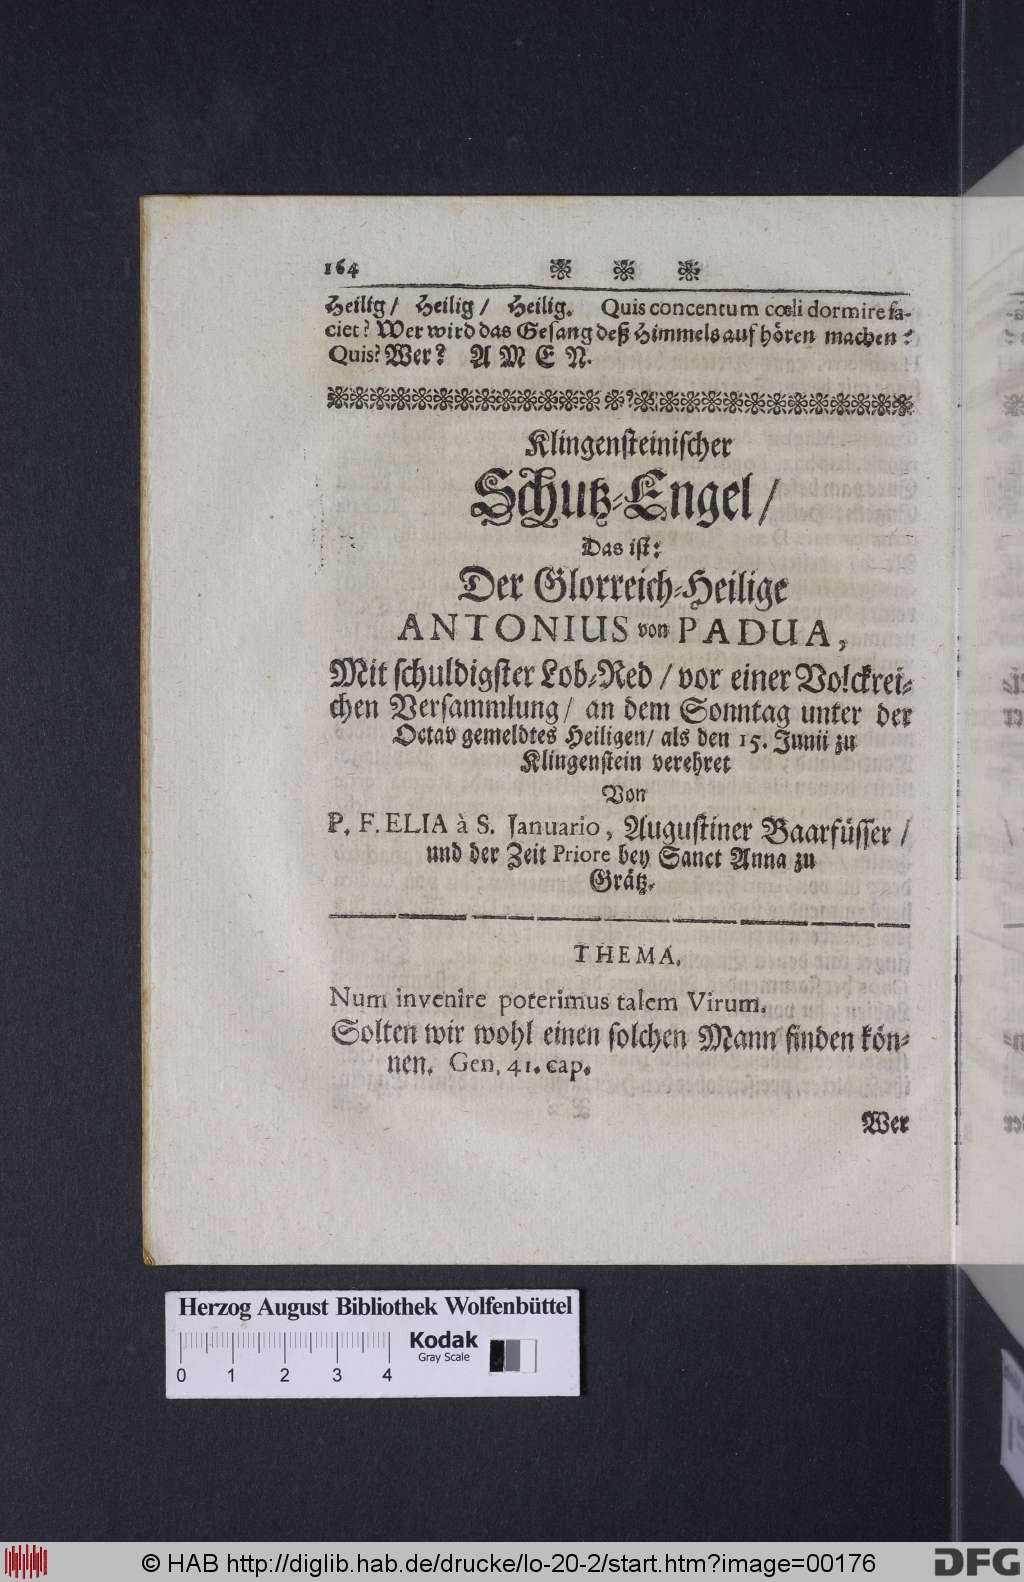 164
Heilig/ Heilig/ Heilig. Quis concentum cœli dormire fa-
ciet? Wer wird das Gesang deß Himmels auf hören machen?
Quis? Wer? A M E N.
Klingensteinischer
Schutz-Engel/
Das ist:
Der Glorreich-Heilige
ANTONIUS von PADUA,
Mit schuldigster Lob-Red / vor einer Volckrei-
chen Versammlung/ an dem Sonntag unter der
Octav gemeldtes Heiligen/ als den 15. Junii zu
Klingenstein verehret
Von
P. F. ELIA à S. Januario, Augustiner Baarfüsser /
und der Zeit Priore bey Sanct Anna zu
Grätz.
THEMA.
Num invenire poterimus talem Virum.
Solten wir wohl einen solchen Mann finden kön-
nen. Gen. 41. cap.
Wer
Herzog August Bibliothek Wolfenbüttel
Kodak
Gray Scale
0 1 2 3 4
© HAB http://diglib.hab.de/drucke/lo-20-2/start.htm?image=00176
DFG